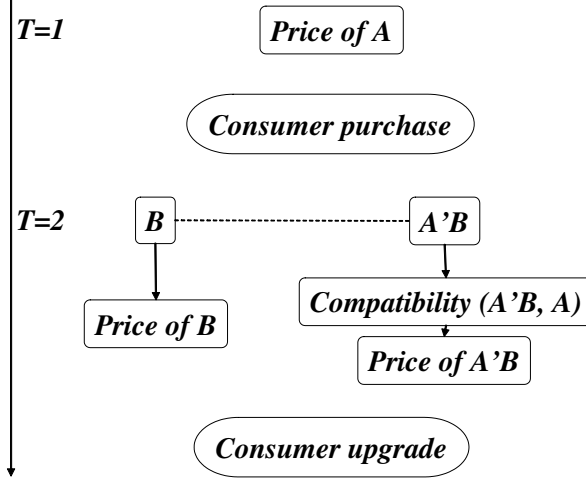 T=1
Price of A
Consumer purchase
T=2
B
A’B
Compatibility (A’B, A)
Price of B
Price of A’B
Consumer upgrade